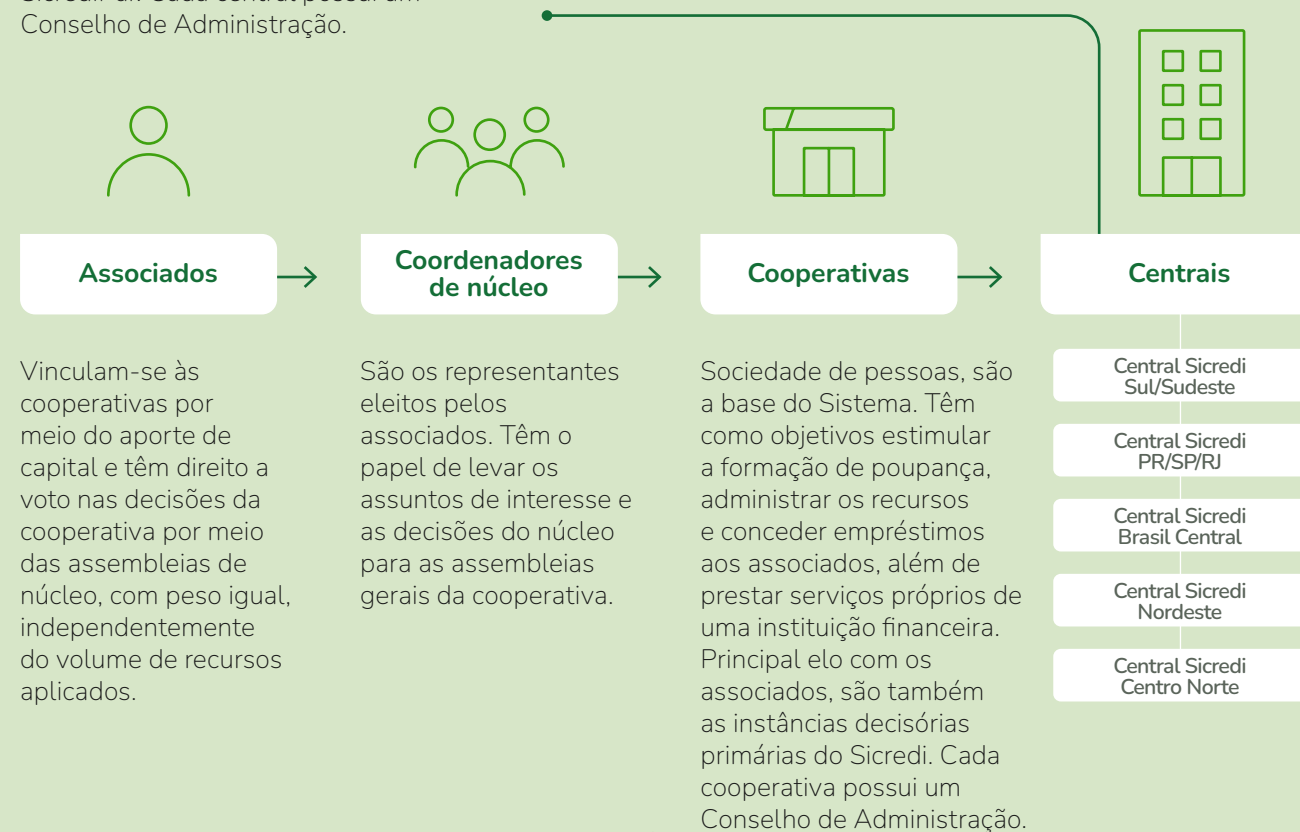 Conselho de Administração.
Associados
Vinculam-se às
cooperativas por
meio do aporte de
capital e têm direito a
voto nas decisões da
cooperativa por meio
das assembleias de
núcleo, com peso igual,
independentemente
do volume de recursos
aplicados.
Coordenadores
de núcleo
São os representantes
eleitos pelos
associados. Têm o
papel de levar os
assuntos de interesse e
as decisões do núcleo
para as assembleias
gerais da cooperativa.
Cooperativas
Sociedade de pessoas, são
a base do Sistema. Têm
como objetivos estimular
a formação de poupança,
administrar os recursos
e conceder empréstimos
aos associados, além de
prestar serviços próprios de
uma instituição financeira.
Principal elo com os
associados, são também
as instâncias decisórias
primárias do Sicredi. Cada
cooperativa possui um
Conselho de Administração.
Centrais
Central Sicredi
Sul/Sudeste
Central Sicredi
PR/SP/RJ
Central Sicredi
Brasil Central
Central Sicredi
Nordeste
Central Sicredi
Centro Norte